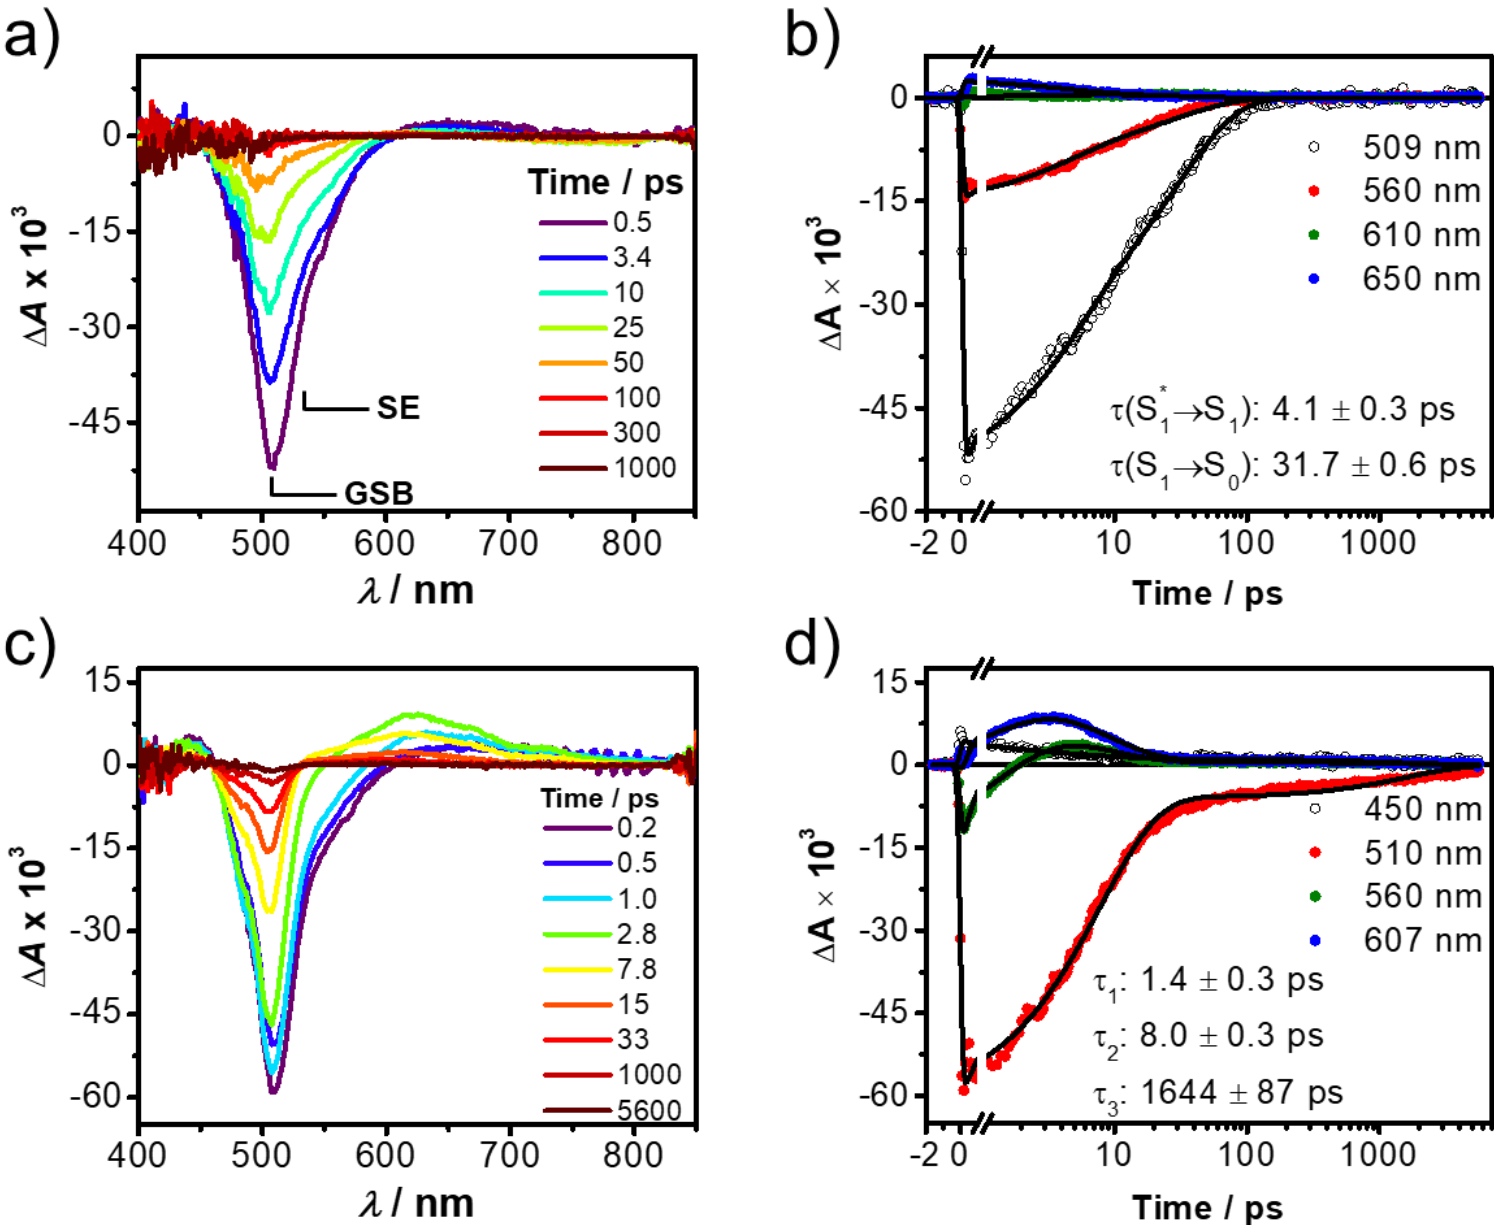 a)
0
-15
-30
-45
ΔA x 10³
400 500 600 700 800
λ / nm
Time / ps
0.5
3.4
10
25
50
100
300
1000
SE
GSB
b)
0
-15
-30
-45
-60
ΔA × 10³
-2 0 10 100 1000
Time / ps
509 nm
560 nm
610 nm
650 nm
τ(S₁*→S₁): 4.1 ± 0.3 ps
τ(S₁→S₀): 31.7 ± 0.6 ps
c)
15
0
-15
-30
-45
-60
ΔA x 10³
400 500 600 700 800
λ / nm
Time / ps
0.2
0.5
1.0
2.8
7.8
15
33
1000
5600
d)
15
0
-15
-30
-45
-60
ΔA × 10³
-2 0 10 100 1000
Time / ps
450 nm
510 nm
560 nm
607 nm
τ₁: 1.4 ± 0.3 ps
τ₂: 8.0 ± 0.3 ps
τ₃: 1644 ± 87 ps